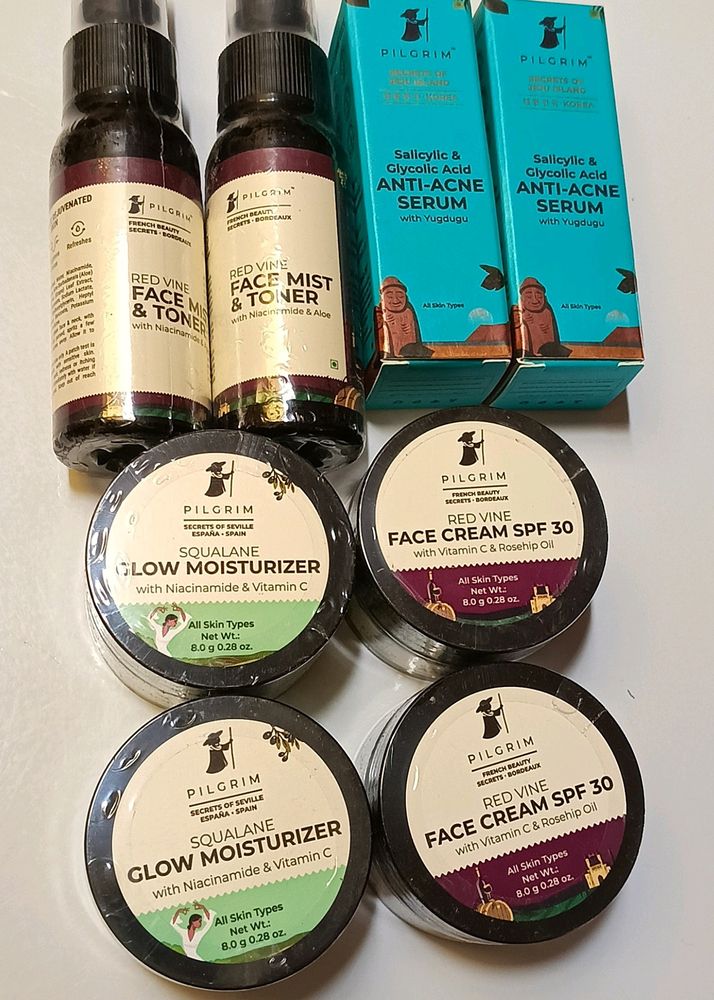 REJUVENATED
Refreshes
PILGRIM
FRENCH BEAUTY
SECRETS • BORDEAUX
RED VINE
FACE MIST
& TONER
with Niacinamide &
PILGRIM
FRENCH BEAUTY
SECRETS • BORDEAUX
RED VINE
FACE MIST
& TONER
with Niacinamide & Aloe
PILGRIM™
SECRETS OF
JEJU ISLAND
KOREA
Salicylic &
Glycolic Acid
ANTI-ACNE
SERUM
with Yugdugu
All Skin Types
PILGRIM™
SECRETS OF
JEJU ISLAND
KOREA
Salicylic &
Glycolic Acid
ANTI-ACNE
SERUM
with Yugdugu
All Skin Types
PILGRIM
SECRETS OF SEVILLE
ESPAÑA • SPAIN
SQUALANE
GLOW MOISTURIZER
with Niacinamide & Vitamin C
All Skin Types
Net Wt.:
8.0 g 0.28 oz.
PILGRIM
FRENCH BEAUTY
SECRETS • BORDEAUX
RED VINE
FACE CREAM SPF 30
with Vitamin C & Rosehip Oil
All Skin Types
Net Wt.:
8.0 g 0.28 oz.
PILGRIM
SECRETS OF SEVILLE
ESPAÑA • SPAIN
SQUALANE
GLOW MOISTURIZER
with Niacinamide & Vitamin C
All Skin Types
Net Wt.:
8.0 g 0.28 oz.
PILGRIM
FRENCH BEAUTY
SECRETS • BORDEAUX
RED VINE
FACE CREAM SPF 30
with Vitamin C & Rosehip Oil
All Skin Types
Net Wt.:
8.0 g 0.28 oz.